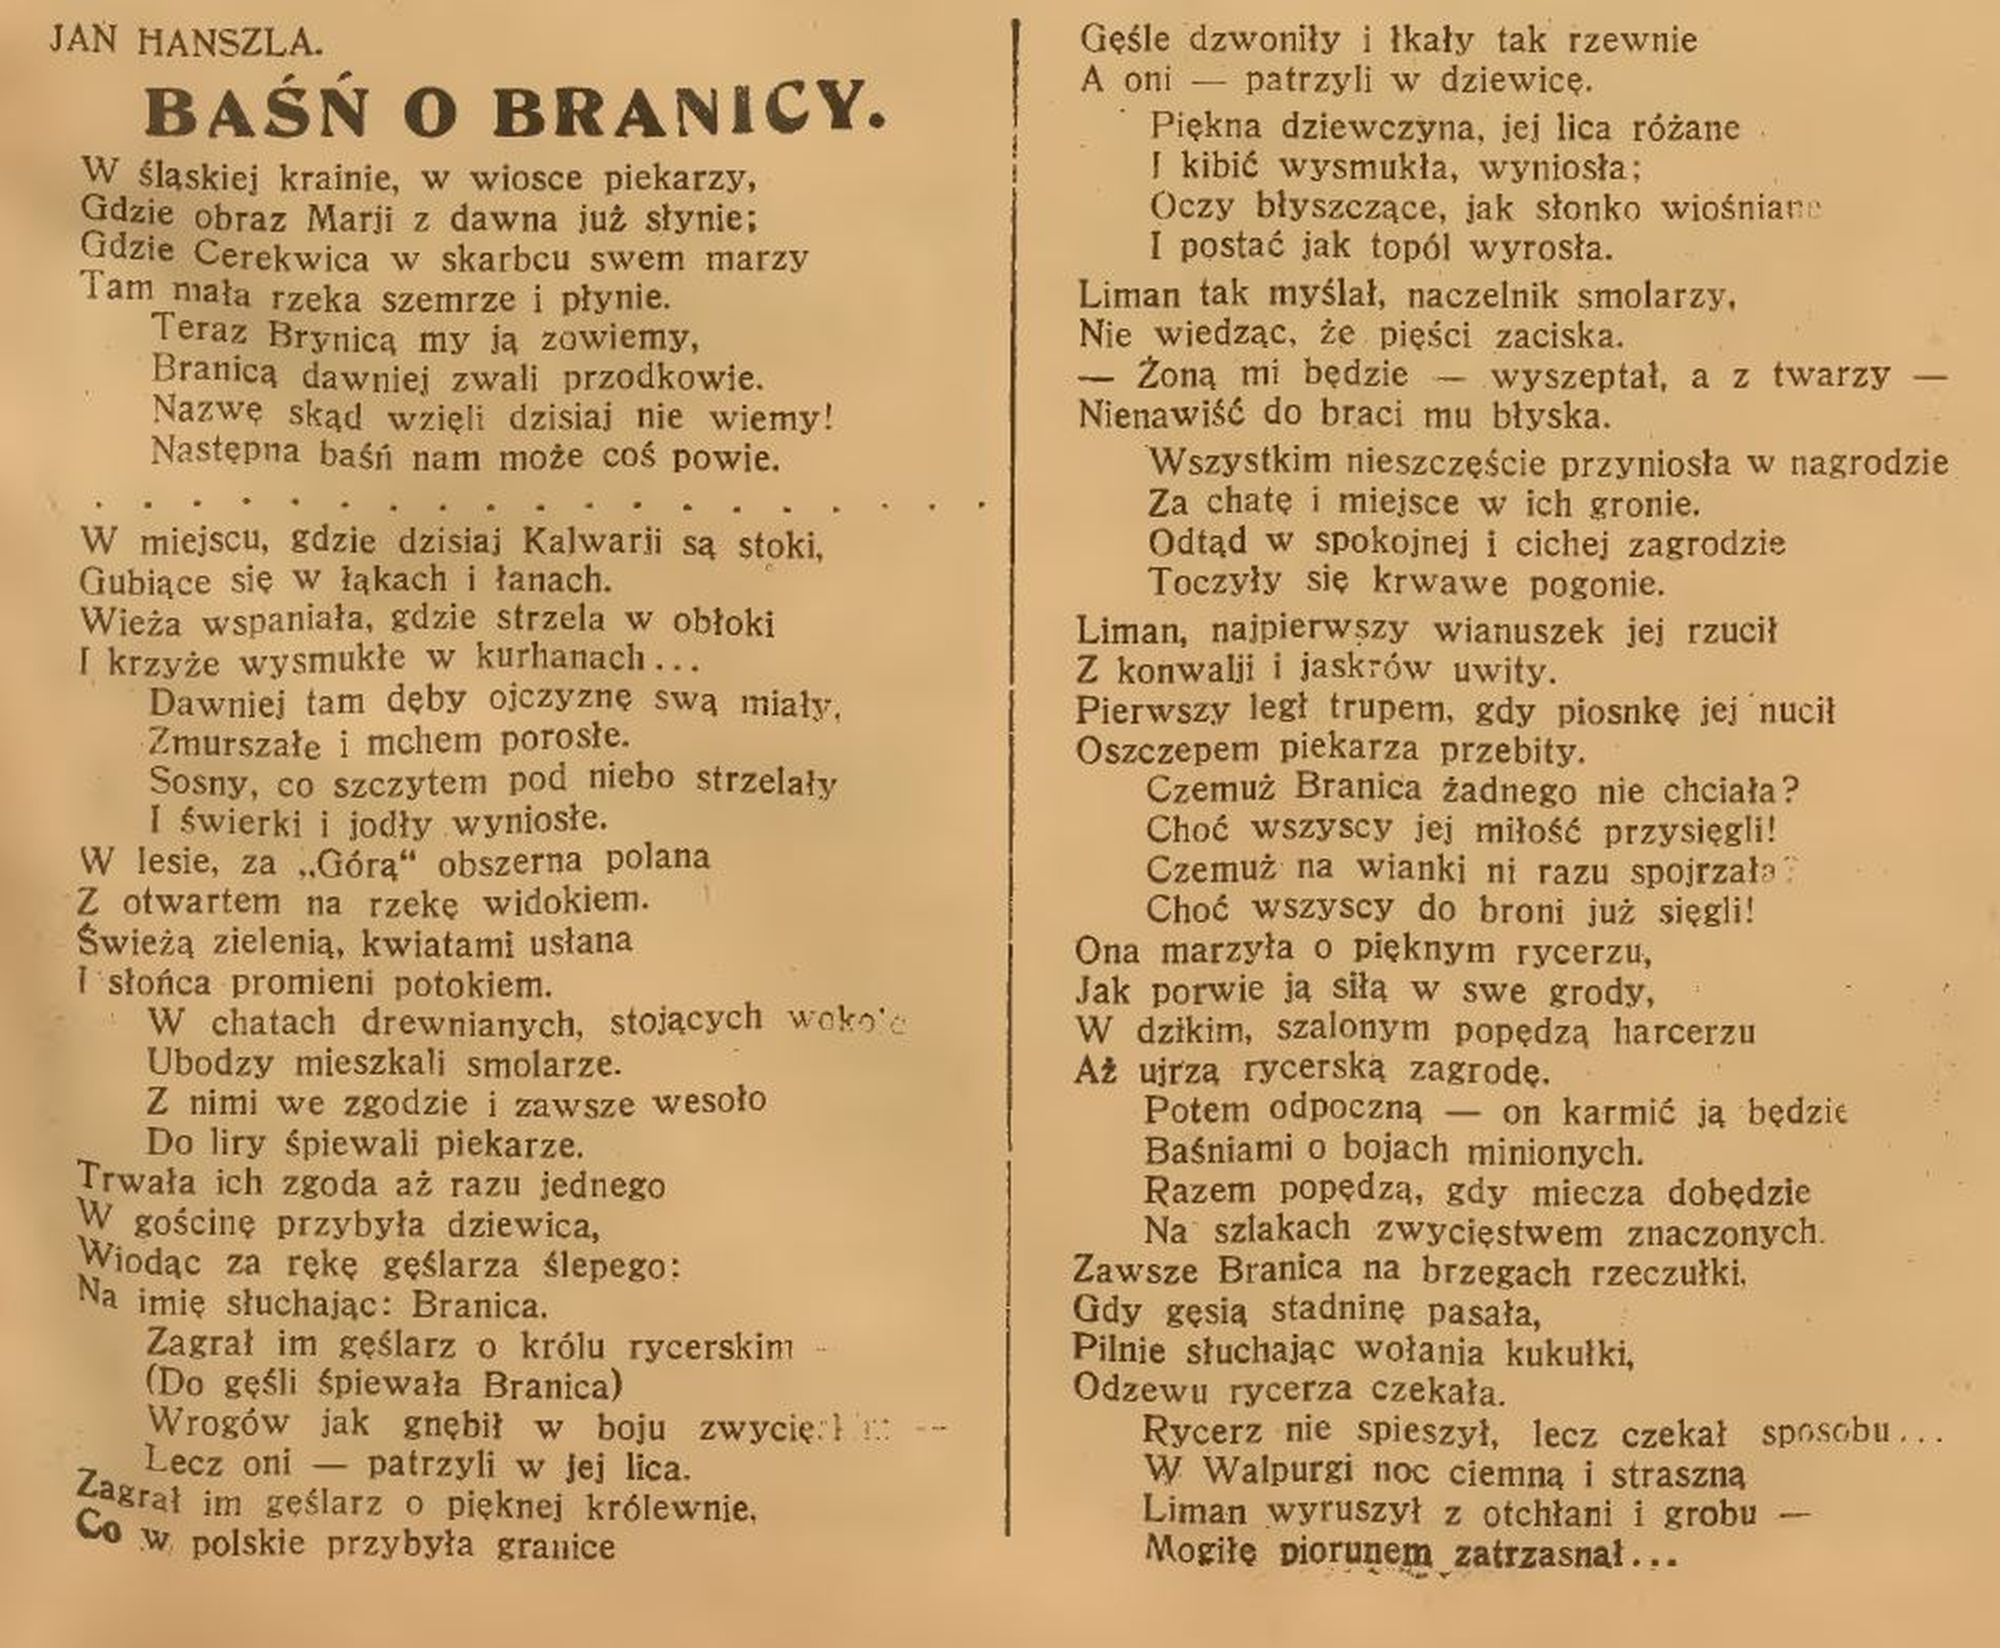 JAN HANSZLA.
BAŚŃ O BRANICY.
W śląskiej krainie, w wiosce piekarzy,
Gdzie obraz Marji z dawna już słynie;
Gdzie Cerekwica w skarbcu swem marzy
Tam mała rzeka szemrze i płynie.
Teraz Brynicą my ją zowiemy,
Branicą dawniej zwali przodkowie.
Nazwę skąd wzięli dzisiaj nie wiemy!
Następna baśń nam może coś powie.
. . . . . . . . . . . . . . . . . . .
W miejscu, gdzie dzisiaj Kalwarji są stoki,
Gubiące się w łąkach i łanach.
Wieża wspaniała, gdzie strzela w obłoki
I krzyże wysmukłe w kurhanach...
Dawniej tam dęby ojczyznę swą miały,
Zmurszałe i mchem porosłe.
Sosny, co szczytem pod niebo strzelały
I świerki i jodły wyniosłe.
W lesie, za „Górą“ obszerna polana
Z otwartem na rzekę widokiem.
Świeżą zielenią, kwiatami usłana
I słońca promieni potokiem.
W chatach drewnianych, stojących
Ubodzy mieszkali smolarze.
Z nimi we zgodzie i zawsze wesoło
Do liry śpiewali piekarze.
Trwała ich zgoda aż razu jednego
W gościnę przybyła dziewica,
Wiodąc za rękę gęślarza ślepego:
Na imię słuchając: Branica.
Zagrał im gęślarz o królu rycerskim –
(Do gęśli śpiewała Branica)
Wrogów jak gnębił w boju —
Lecz oni — patrzyli w jej lica.
Zagrał im gęślarz o pięknej królewnie,
Co w polskie przybyła granice
Gęśle dzwoniły i łkały tak rzewnie
A oni — patrzyli w dziewicę.
Piękna dziewczyna, jej lica różane
I kibić wysmukła, wyniosła;
Oczy błyszczące, jak słonko wiośniane
I postać jak topól wyrosła.
Liman tak myślał, naczelnik smolarzy,
Nie wiedząc, że pięści zaciska.
— Żoną mi będzie — wyszeptał, a z twarzy —
Nienawiść do braci mu błyska.
Wszystkim nieszczęście przyniosła w nagrodzie
Za chatę i miejsce w ich gronie.
Odtąd w spokojnej i cichej zagrodzie
Toczyły się krwawe pogonie.
Liman, najpierwszy wianuszek jej rzucił
Z konwalji i jaskrów uwity.
Pierwszy legł trupem, gdy piosnkę jej nucił
Oszczepem piekarza przebity.
Czemuż Branica żadnego nie chciała?
Choć wszyscy jej miłość przysięgli!
Czemuż na wianki ni razu spojrzała?
Choć wszyscy do broni już sięgli!
Ona marzyła o pięknym rycerzu,
Jak porwie ją siłą w swe grody,
W dzikim, szalonym popędzą harcerzu
Aż ujrzą rycerską zagrodę.
Potem odpoczną — on karmić ją będzie
Baśniami o bojach minionych.
Razem popędzą, gdy miecza dobędzie
Na szlakach zwycięstwem znaczonych.
Zawsze Branica na brzegach rzeczułki,
Gdy gęsią stadninę pasała,
Pilnie słuchając wołania kukułki,
Odzewu rycerza czekała.
Rycerz nie spieszył, lecz czekał sposobu...
W Walpurgi noc ciemną i straszną
Liman wyruszył z otchłani i grobu —
Mogiłę piorunem zatrzasnął...